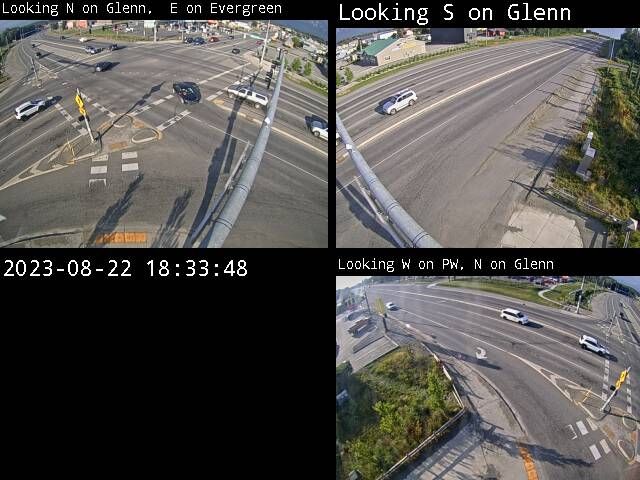 Looking N on Glenn,  E on Evergreen
Looking S on Glenn
2023-08-22 18:33:48
Looking W on PW, N on Glenn